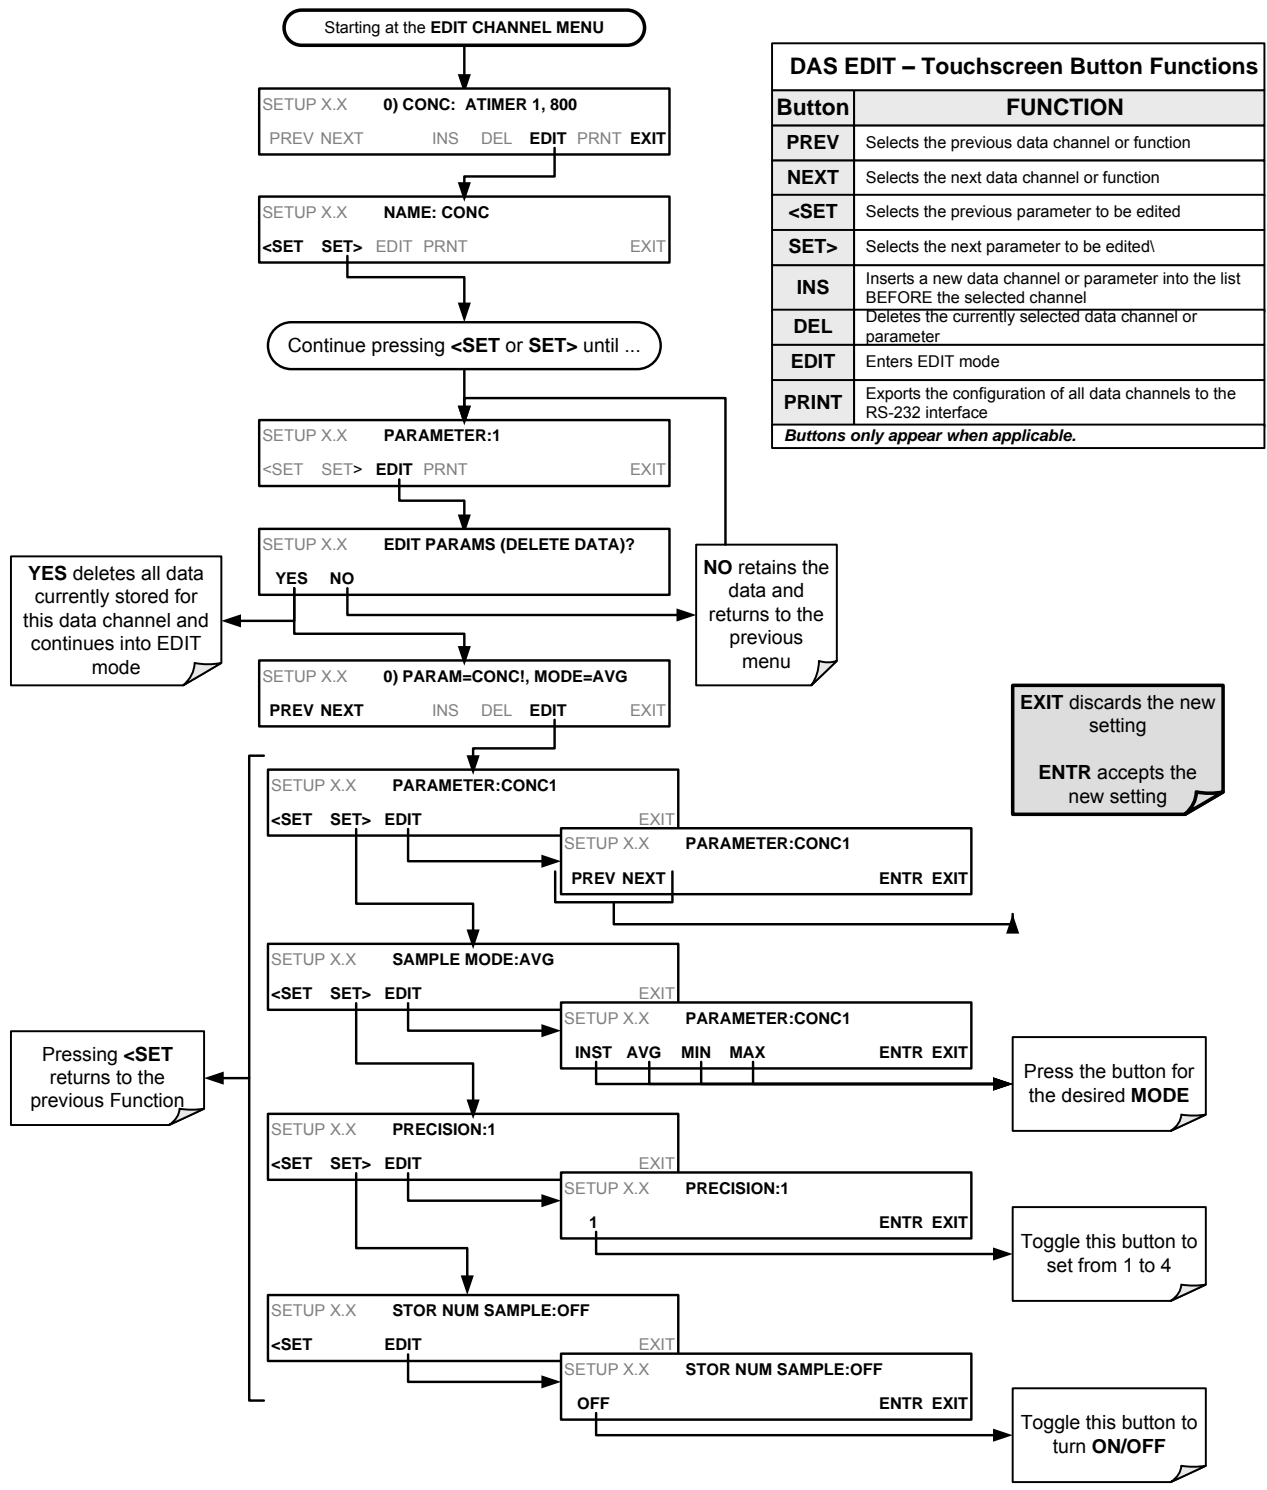 Starting at the EDIT CHANNEL MENU
SETUP X.X 0) CONC: ATIMER 1, 800
PREV NEXT INS DEL EDIT PRNT EXIT
SETUP X.X NAME: CONC
<SET SET> EDIT PRNT EXIT
Continue pressing <SET or SET> until ...
SETUP X.X PARAMETER:1
<SET SET> EDIT PRNT EXIT
SETUP X.X EDIT PARAMS (DELETE DATA)?
YES NO
YES deletes all data
currently stored for
this data channel and
continues into EDIT
mode
NO retains the
data and
returns to the
previous
menu
SETUP X.X 0) PARAM=CONC!, MODE=AVG
PREV NEXT INS DEL EDIT EXIT
DAS EDIT – Touchscreen Button Functions
Button FUNCTION
PREV Selects the previous data channel or function
NEXT Selects the next data channel or function
<SET Selects the previous parameter to be edited
SET> Selects the next parameter to be edited\
INS Inserts a new data channel or parameter into the list
BEFORE the selected channel
DEL Deletes the currently selected data channel or
parameter
EDIT Enters EDIT mode
PRINT Exports the configuration of all data channels to the
RS-232 interface
Buttons only appear when applicable.
EXIT discards the new
setting
ENTR accepts the
new setting
SETUP X.X PARAMETER:CONC1
<SET SET> EDIT EXIT
SETUP X.X PARAMETER:CONC1
PREV NEXT ENTR EXIT
SETUP X.X SAMPLE MODE:AVG
<SET SET> EDIT EXIT
SETUP X.X PARAMETER:CONC1
INST AVG MIN MAX ENTR EXIT
Press the button for
the desired MODE
Pressing <SET
returns to the
previous Function
SETUP X.X PRECISION:1
<SET SET> EDIT EXIT
SETUP X.X PRECISION:1
1 ENTR EXIT
Toggle this button to
set from 1 to 4
SETUP X.X STOR NUM SAMPLE:OFF
<SET EDIT EXIT
SETUP X.X STOR NUM SAMPLE:OFF
OFF ENTR EXIT
Toggle this button to
turn ON/OFF